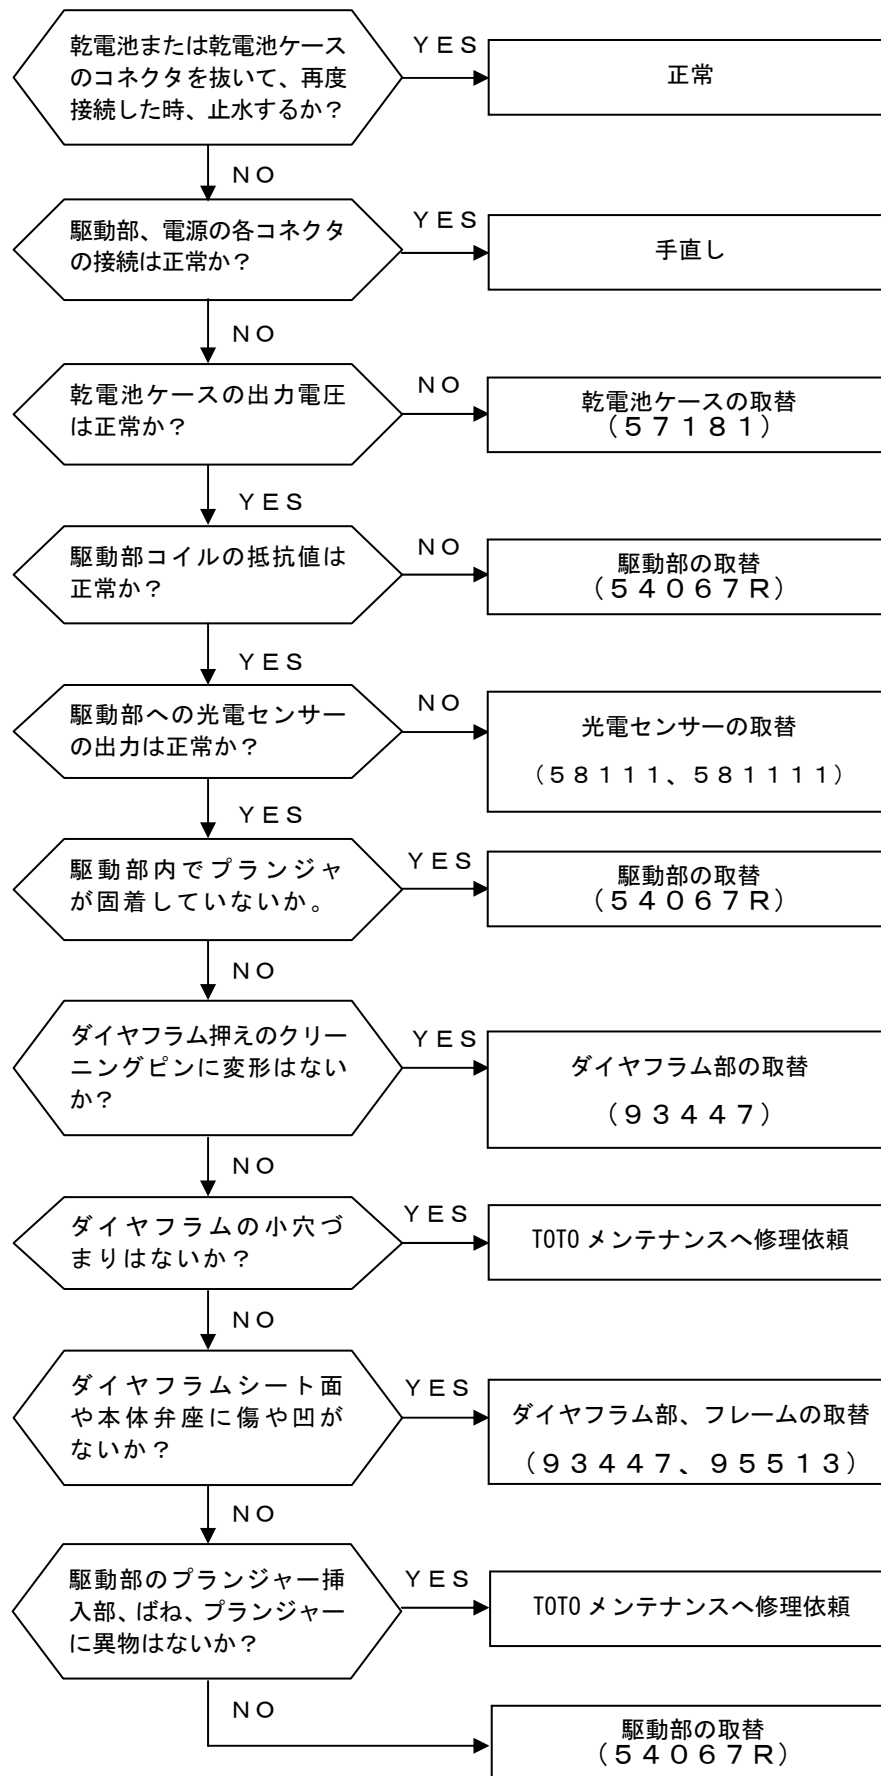 乾電池または乾電池ケース
のコネクタを抜いて、再度
接続した時、止水するか？
ＹＥＳ
正常
ＮＯ
駆動部、電源の各コネクタ
の接続は正常か？
ＹＥＳ
手直し
ＮＯ
乾電池ケースの出力電圧
は正常か？
ＮＯ
乾電池ケースの取替
（５７１８１）
ＹＥＳ
駆動部コイルの抵抗値は
正常か？
ＮＯ
駆動部の取替
（５４０６７Ｒ）
ＹＥＳ
駆動部への光電センサー
の出力は正常か？
ＮＯ
光電センサーの取替
（５８１１１、５８１１１１）
ＹＥＳ
駆動部内でプランジャ
が固着していないか。
ＹＥＳ
駆動部の取替
（５４０６７Ｒ）
ＮＯ
ダイヤフラム押えのクリー
ニングピンに変形はない
か？
ＹＥＳ
ダイヤフラム部の取替
（９３４４７）
ＮＯ
ダイヤフラムの小穴づ
まりはないか？
ＹＥＳ
TOTOメンテナンスへ修理依頼
ＮＯ
ダイヤフラムシート面
や本体弁座に傷や凹が
ないか？
ＹＥＳ
ダイヤフラム部、フレームの取替
（９３４４７、９５５１３）
ＮＯ
駆動部のプランジャー挿
入部、ばね、プランジャー
に異物はないか？
ＹＥＳ
TOTOメンテナンスへ修理依頼
ＮＯ
駆動部の取替
（５４０６７Ｒ）